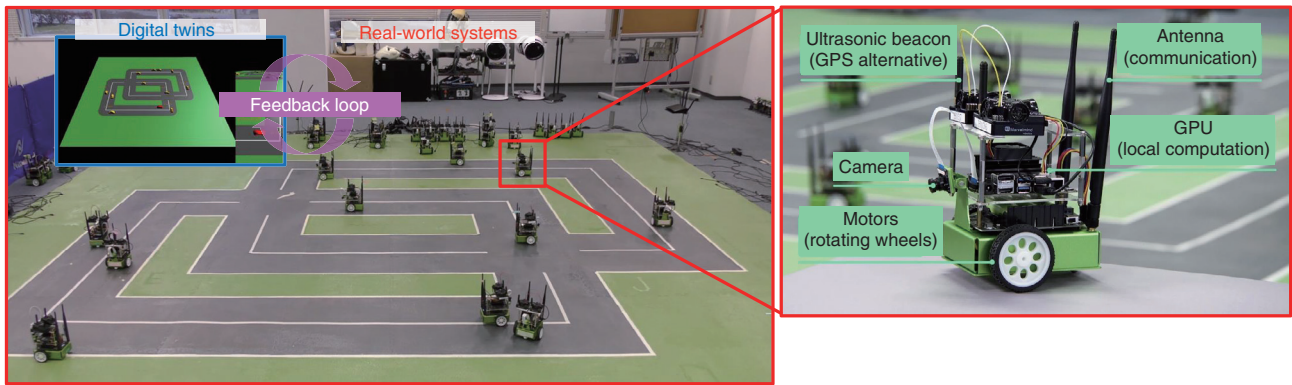 Digital twins
Real-world systems
Feedback loop
Ultrasonic beacon
(GPS alternative)
Antenna
(communication)
GPU
(local computation)
Camera
Motors
(rotating wheels)